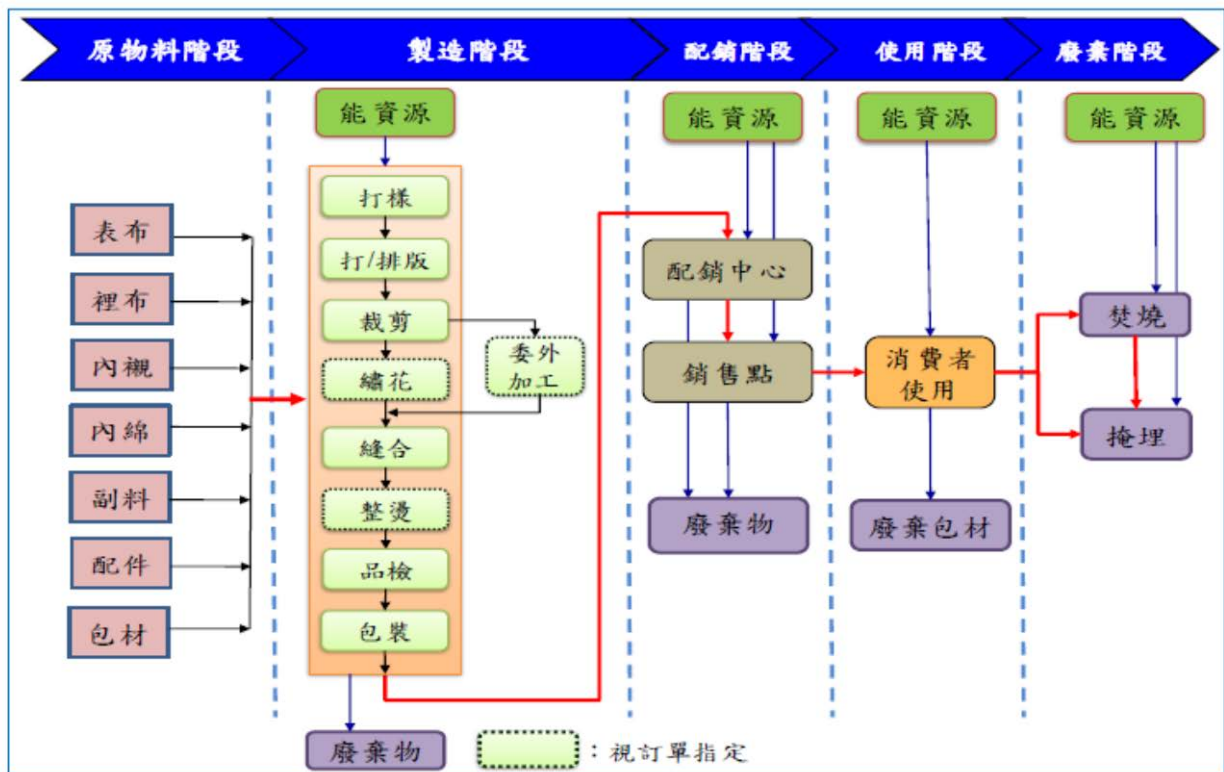 原物料階段
製造階段
配銷階段
使用階段
廢棄階段
表布
裡布
內襯
內綿
副料
配件
包材
能資源
打樣
打/排版
裁剪
委外
加工
繡花
縫合
整燙
品檢
包裝
廢棄物
:視訂單指定
能資源
配銷中心
銷售點
廢棄物
能資源
消費者
使用
廢棄包材
能資源
焚燒
掩埋